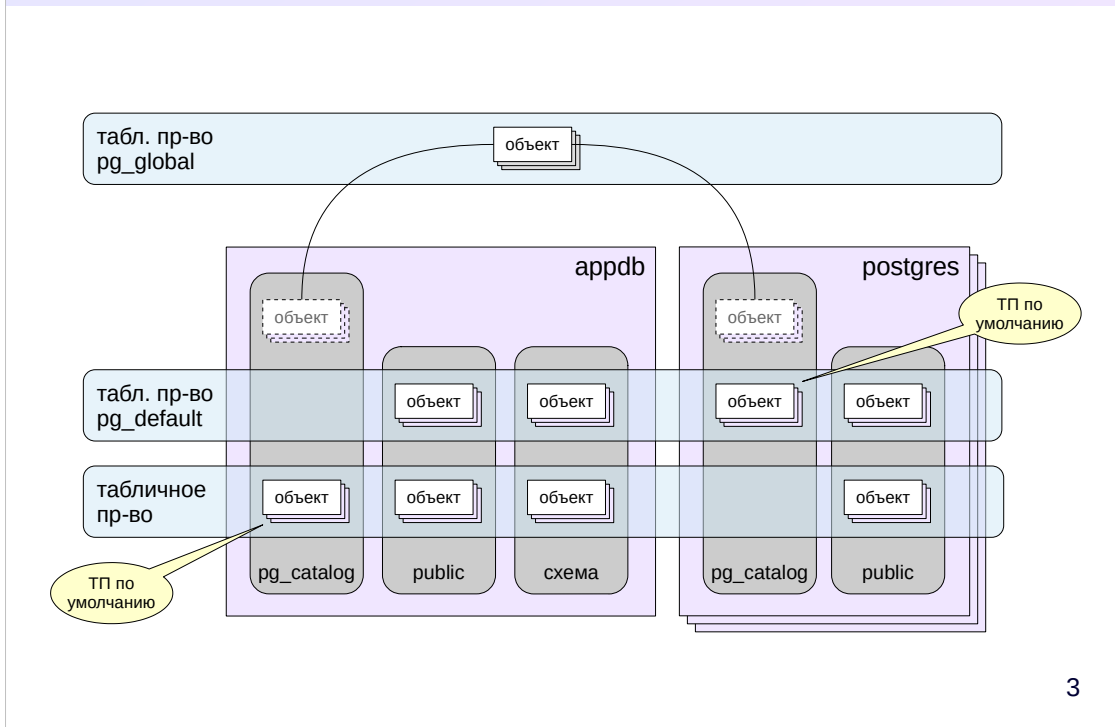 табл. пр-во
pg_global
объект
appdb
postgres
объект
объект
ТП по
умолчанию
табл. пр-во
pg_default
объект
объект
объект
объект
табличное
пр-во
объект
объект
объект
объект
ТП по
умолчанию
pg_catalog
public
схема
pg_catalog
public
3